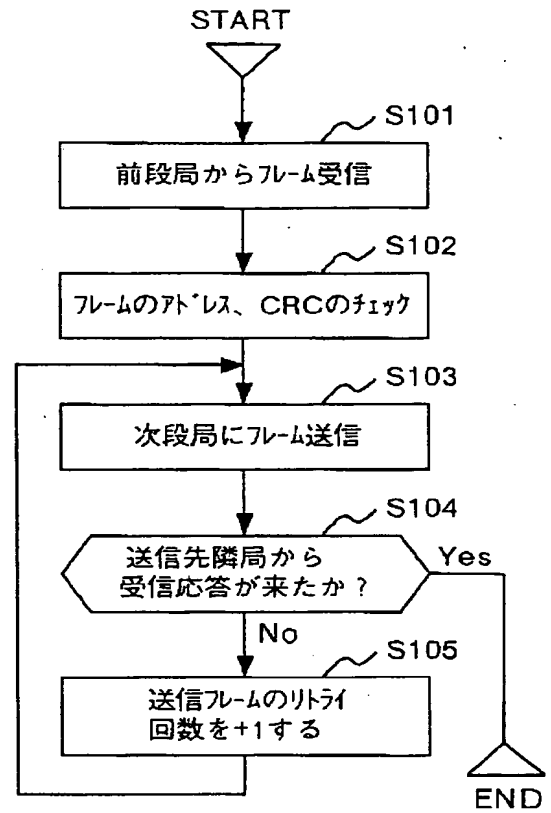 START
S101
前段局からﾌﾚｰﾑ受信
S102
ﾌﾚｰﾑのｱﾄﾞﾚｽ、CRCのﾁｪｯｸ
S103
次段局にﾌﾚｰﾑ送信
S104
送信先隣局から
受信応答が来たか？
Yes
No
S105
送信ﾌﾚｰﾑのﾘﾄﾗｲ
回数を+1する
END